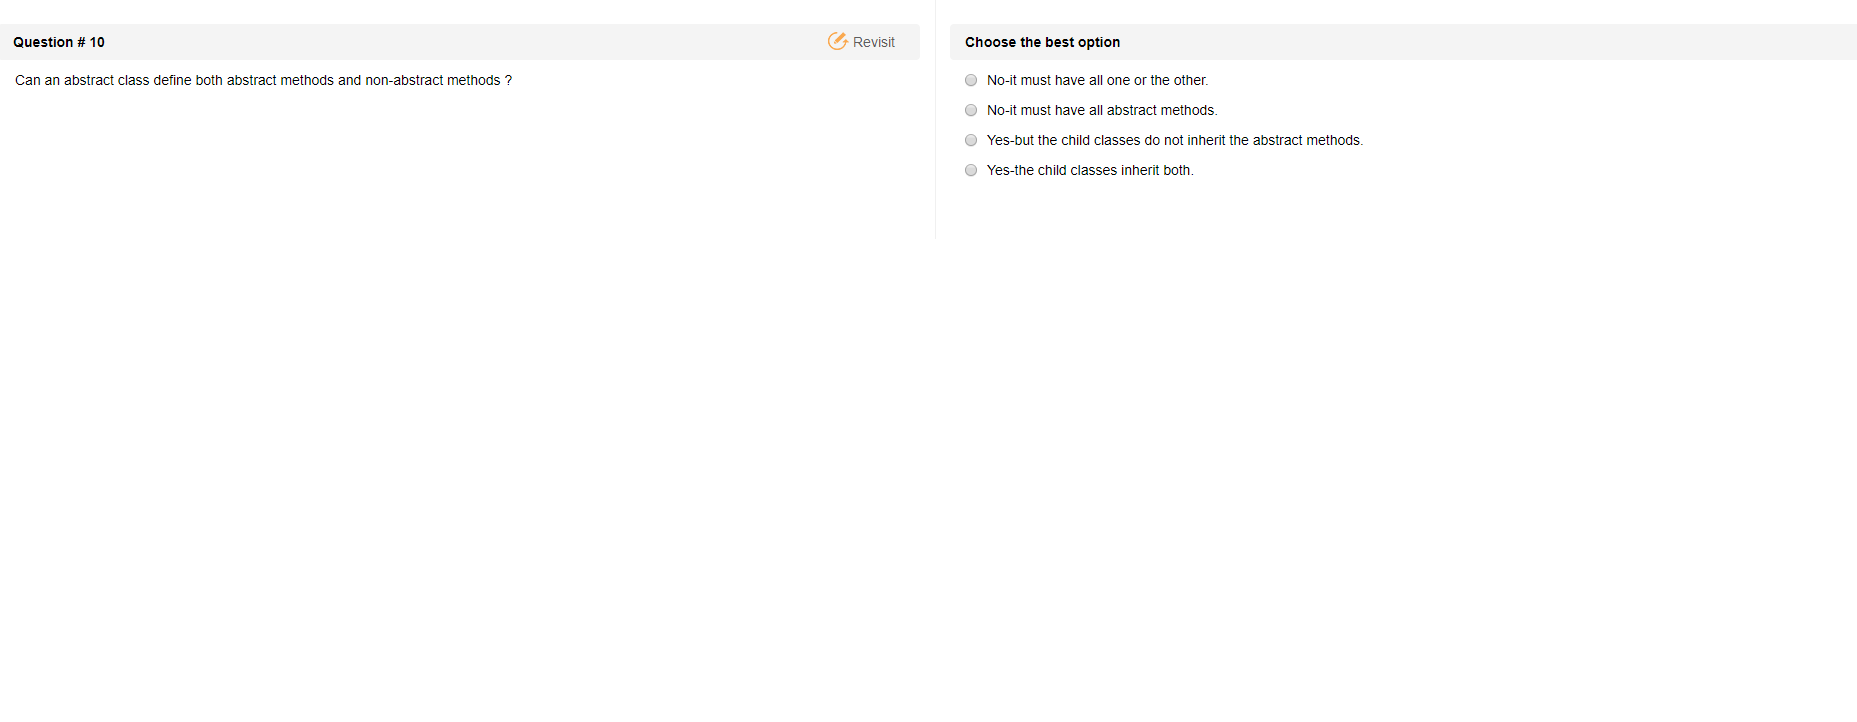 Question # 10
Revisit
Can an abstract class define both abstract methods and non-abstract methods ?
Choose the best option
No-it must have all one or the other.
No-it must have all abstract methods.
Yes-but the child classes do not inherit the abstract methods.
Yes-the child classes inherit both.